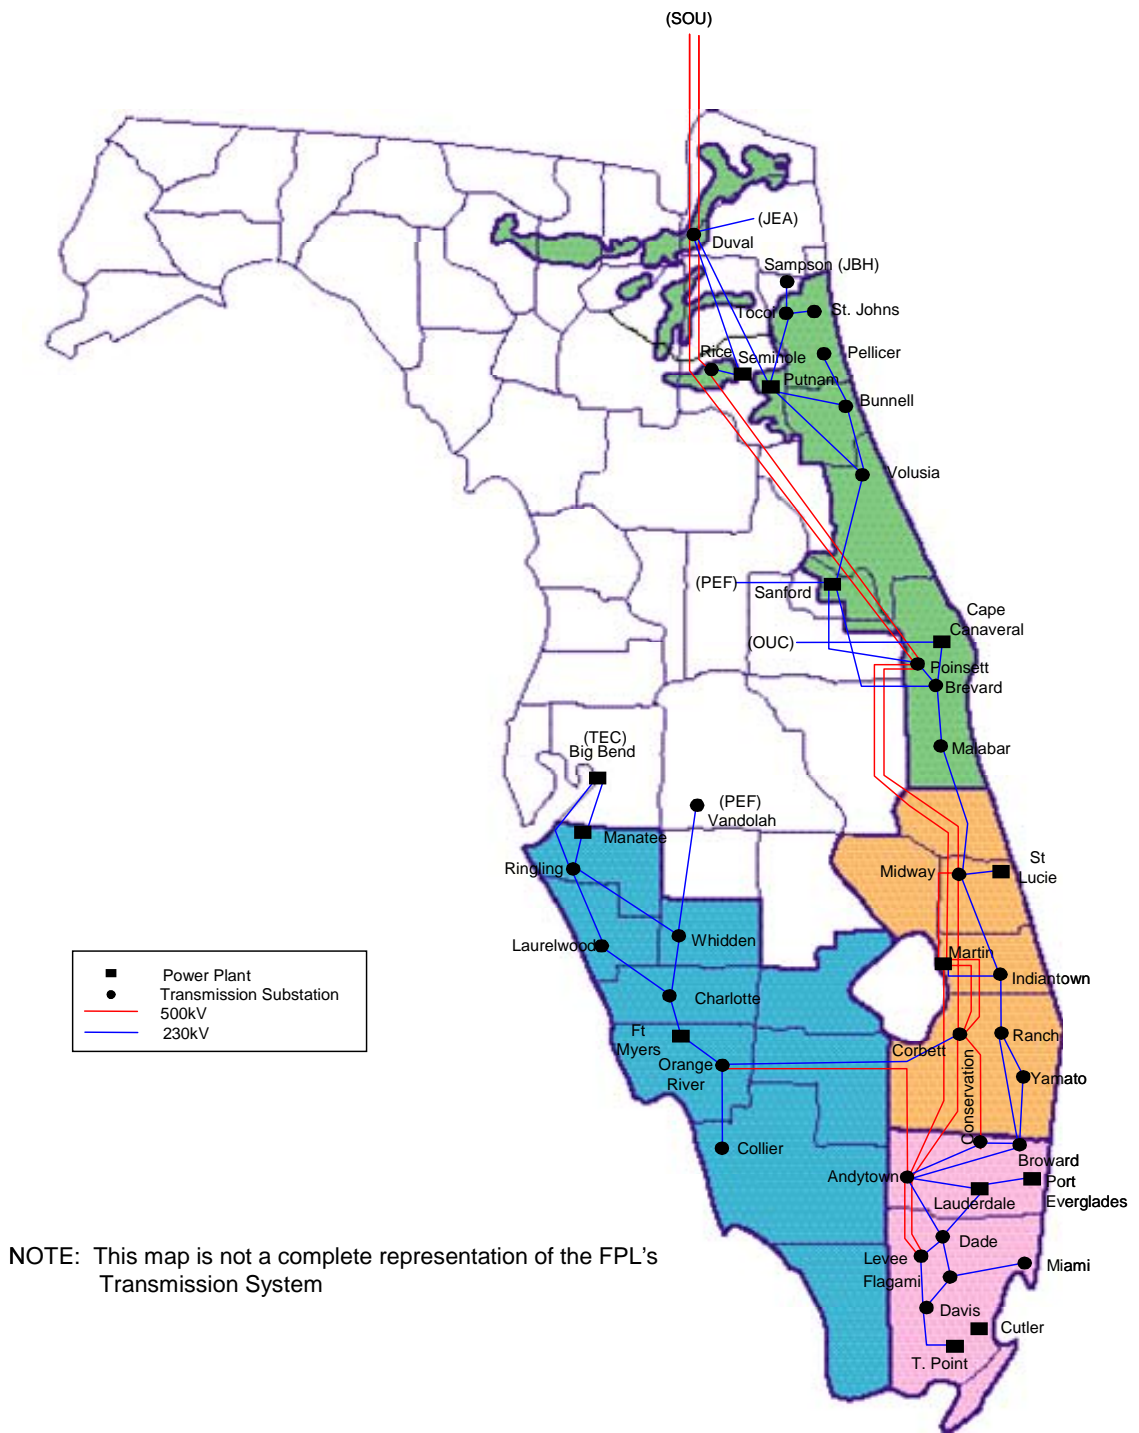 (SOU)
(JEA)
Duval
Sampson (JBH)
Tocoi
St. Johns
Rice
Seminole
Pellicer
Putnam
Bunnell
Volusia
(PEF)
Sanford
Cape
Canaveral
(OUC)
Poinsett
Brevard
Malabar
(TEC)
Big Bend
(PEF)
Vandolah
Manatee
Ringling
Midway
St
Lucie
Laurelwood
Whidden
Martin
Indiantown
Charlotte
Ft
Myers
Orange
River
Corbett
Ranch
Yamato
Conservation
Collier
Andytown
Broward
Lauderdale
Port
Everglades
Dade
Levee
Flagami
Miami
Davis
Cutler
T. Point
Power Plant
Transmission Substation
500kV
230kV
NOTE: This map is not a complete representation of the FPL's
Transmission System